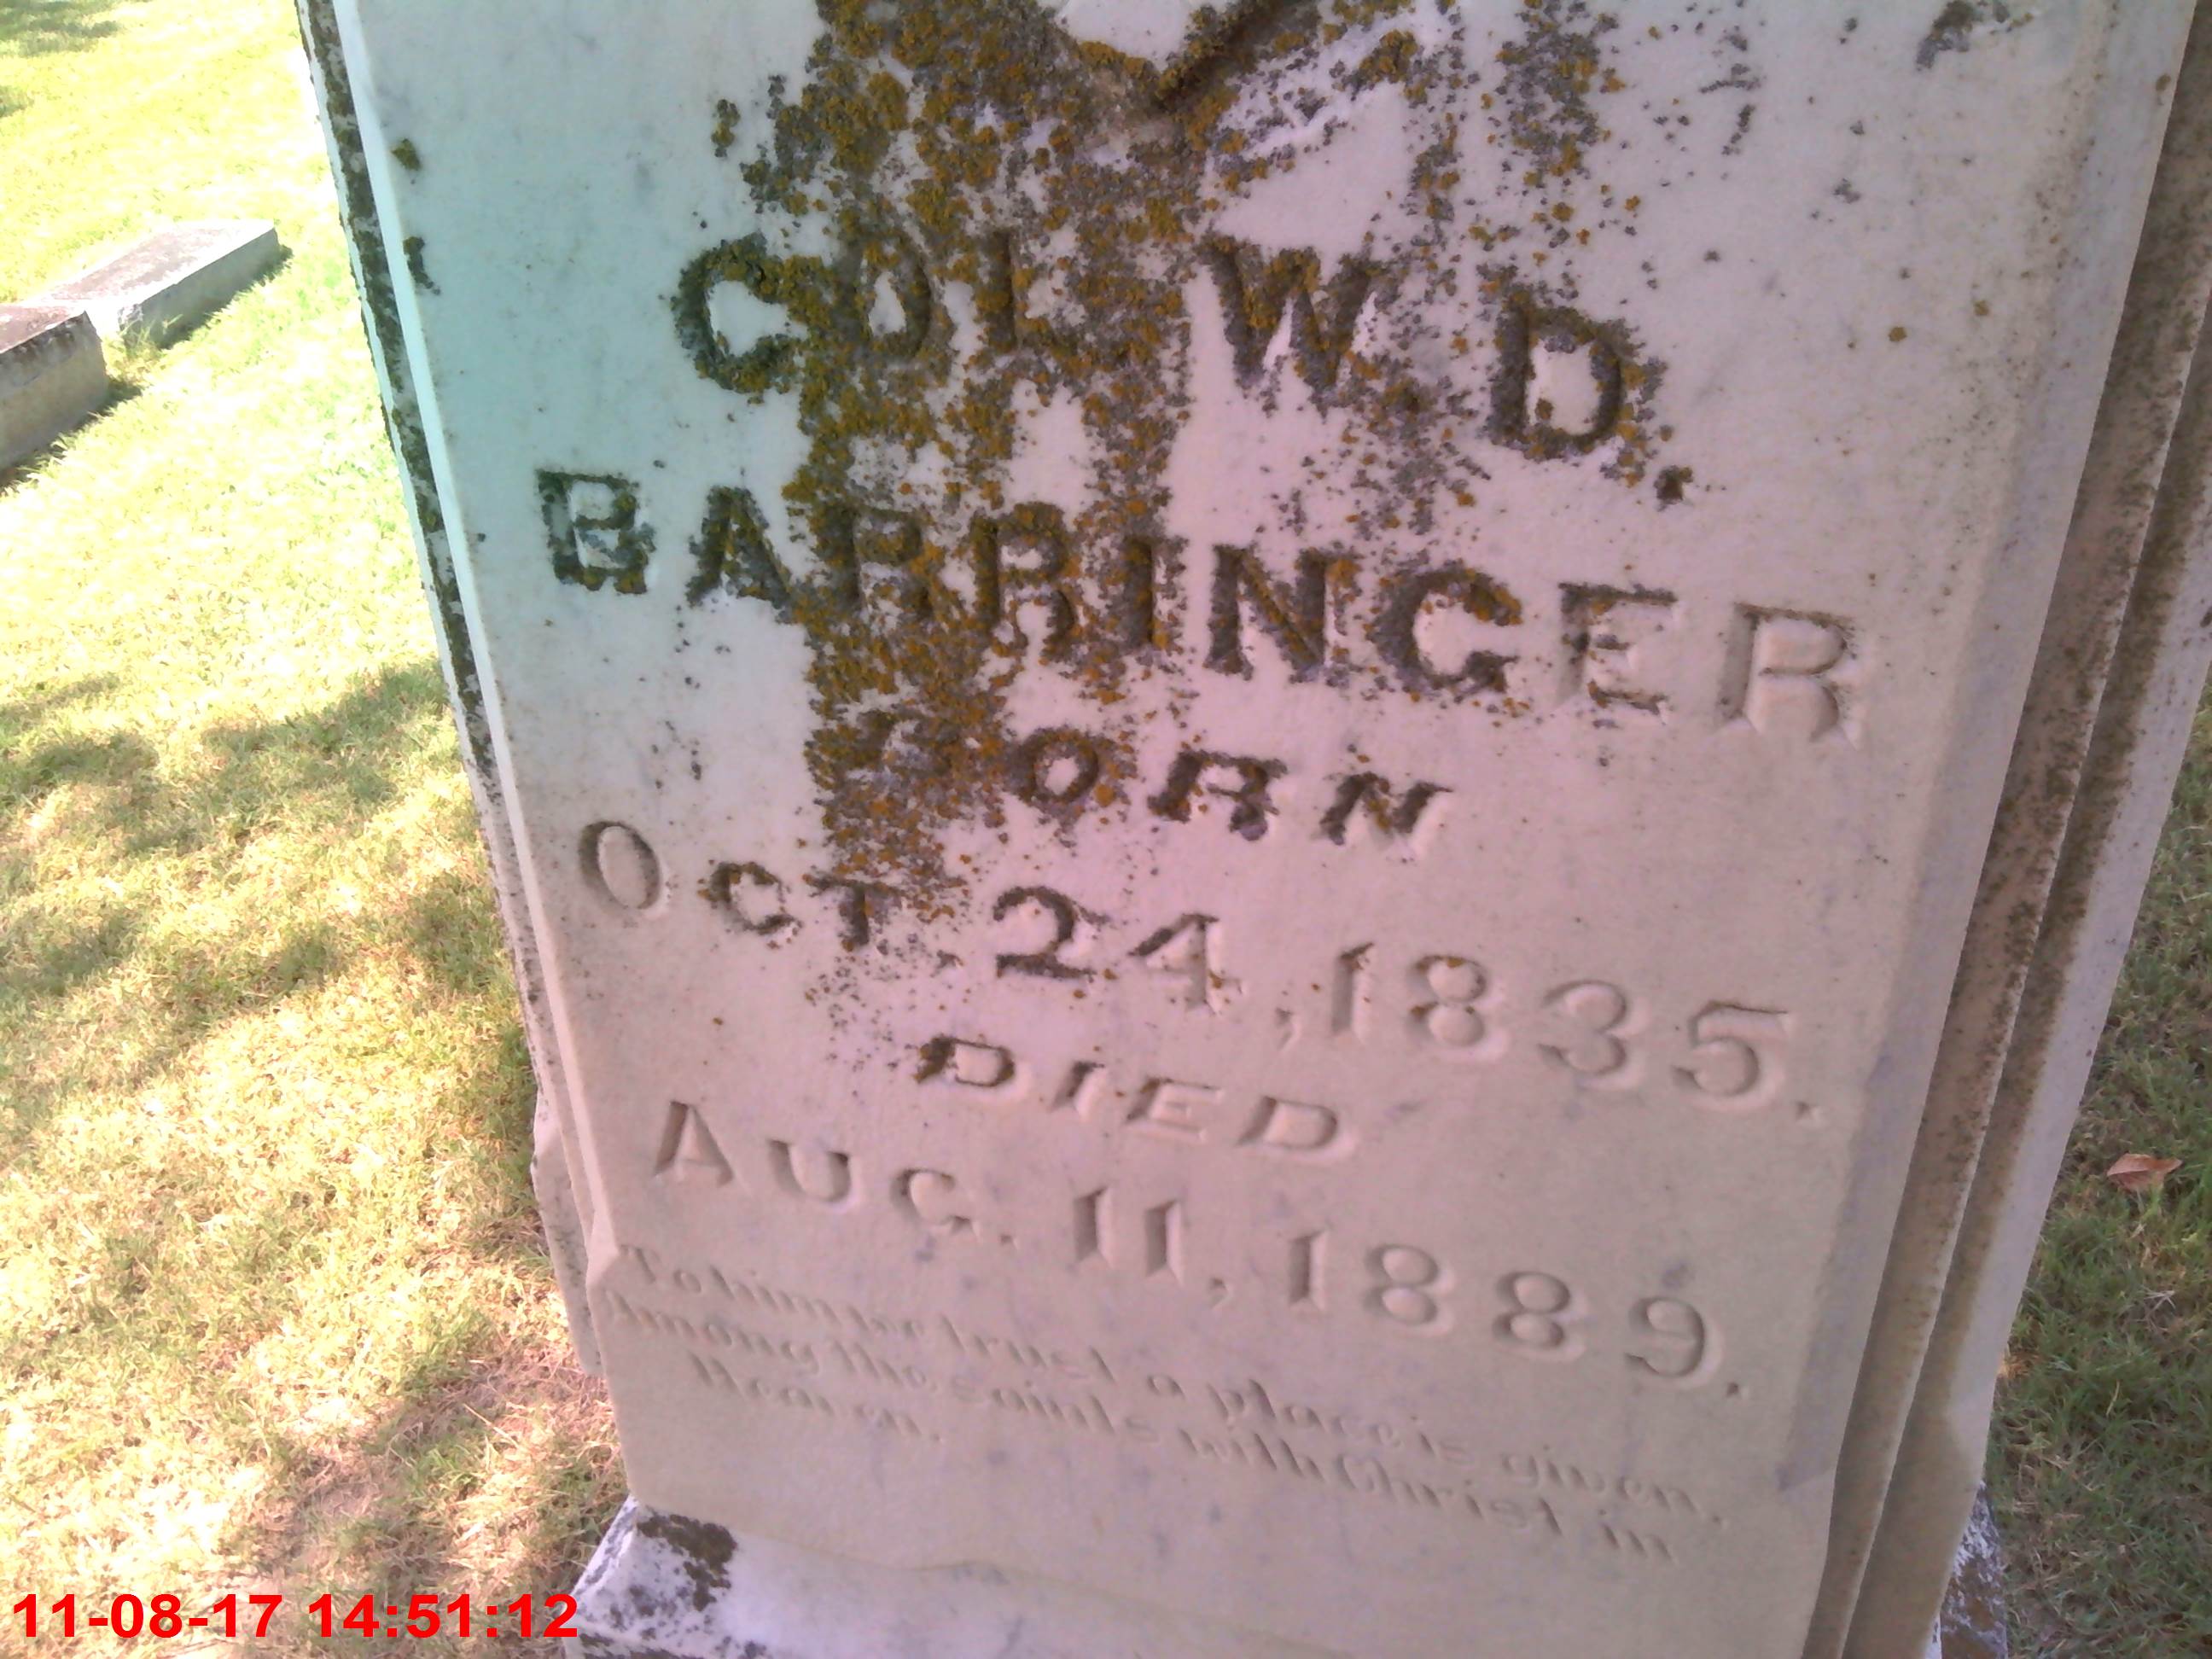 COL. W. D.
BARRINGER
BORN
OCT. 24, 1835.
DIED
AUG. 11, 1889.
To him we trust a place is given,
Among the saints with Christ in
Heaven.
11-08-17 14:51:12